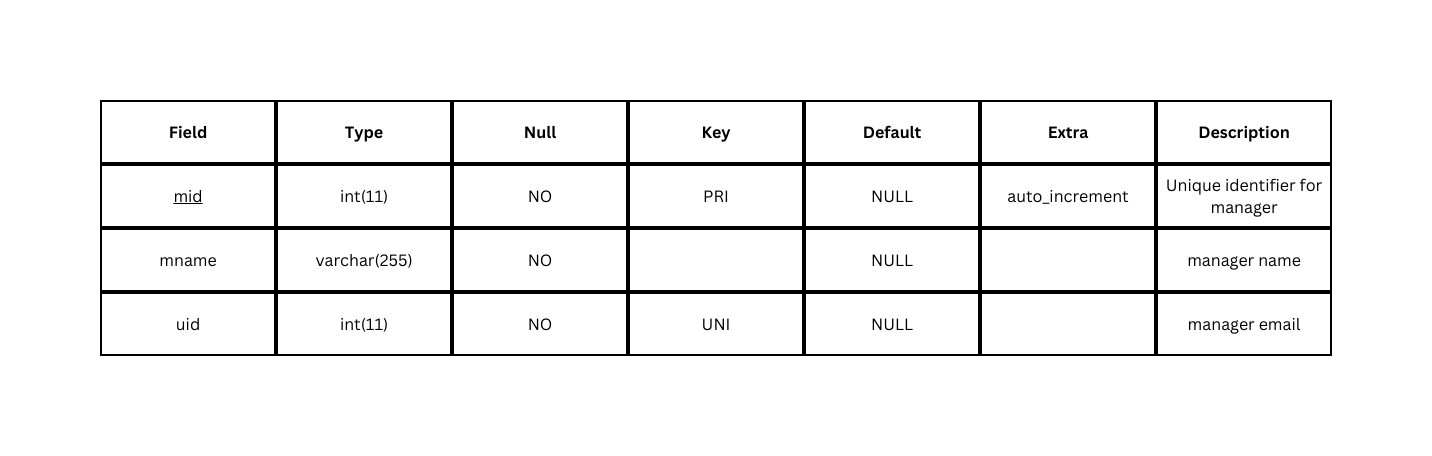 Field Type Null Key Default Extra Description
mid int(11) NO PRI NULL auto_increment Unique identifier for
manager
mname varchar(255) NO NULL manager name
uid int(11) NO UNI NULL manager email